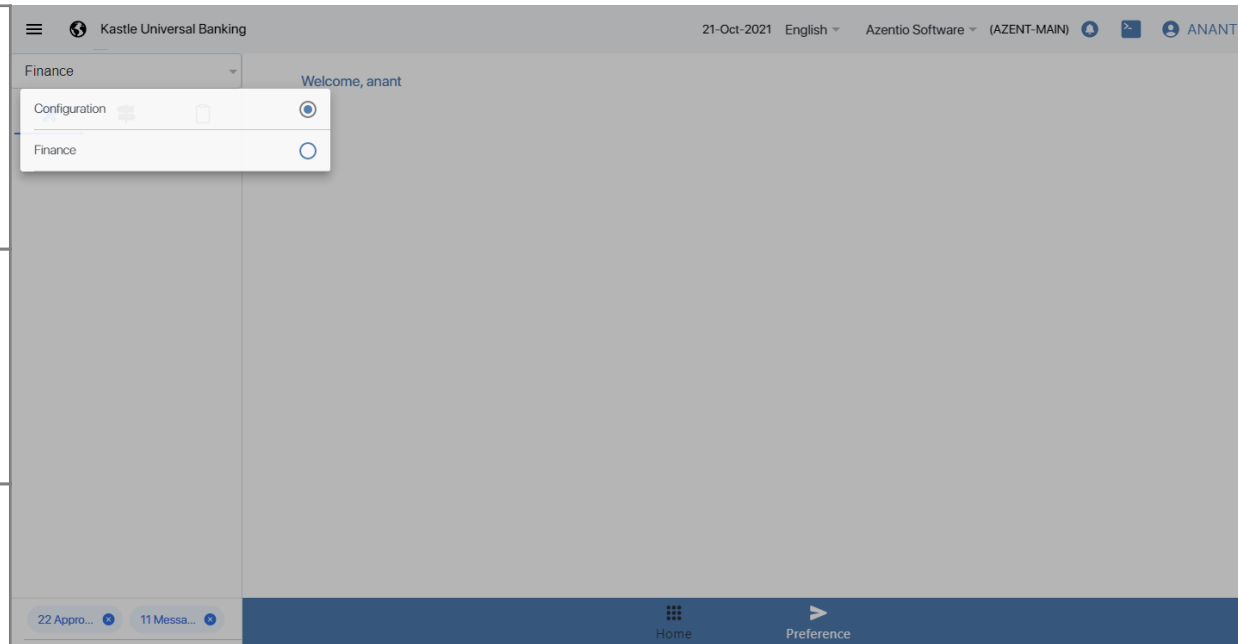 Kastle Universal Banking 21-Oct-2021 English Azentio Software (AZENT-MAIN) ANANT
Finance
Welcome, anant
Configuration
Finance
22 Appro... 11 Messa...
Home Preference